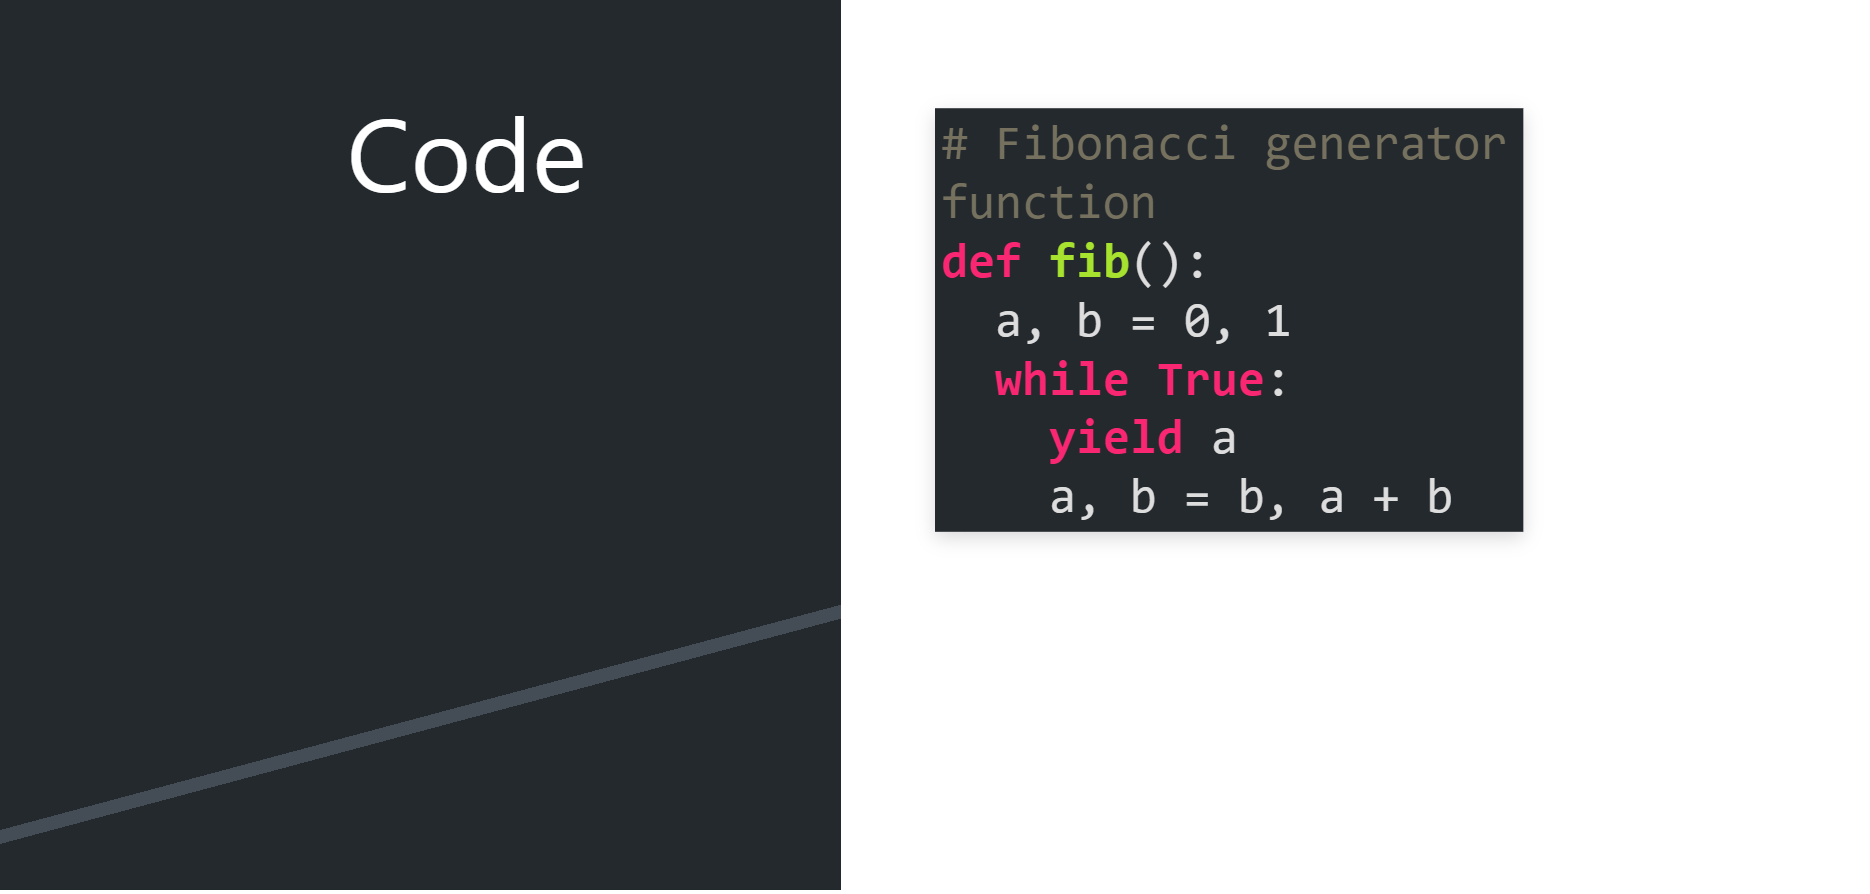 Code
# Fibonacci generator
function
def fib():
  a, b = 0, 1
  while True:
    yield a
    a, b = b, a + b